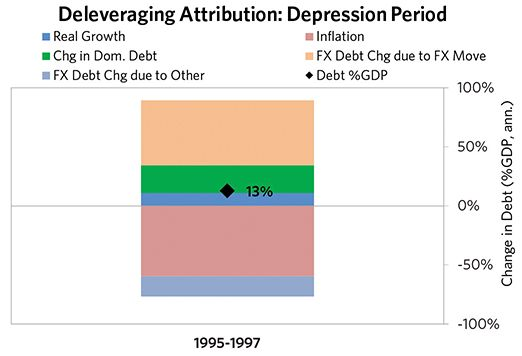 Deleveraging Attribution: Depression Period
Real Growth
Inflation
Chg in Dom. Debt
FX Debt Chg due to FX Move
FX Debt Chg due to Other
Debt %GDP
100%
50%
13%
0%
-50%
-100%
Change in Debt (%GDP, ann.)
1995-1997